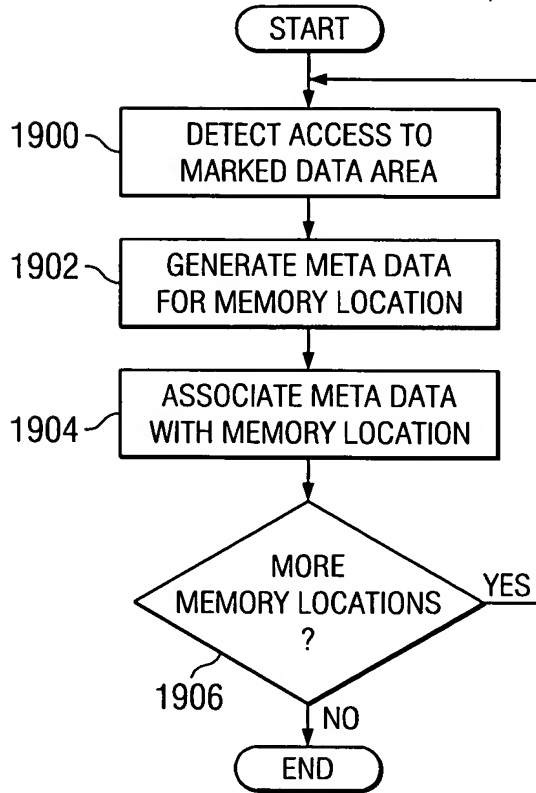 START
1900
DETECT ACCESS TO
MARKED DATA AREA
1902
GENERATE META DATA
FOR MEMORY LOCATION
1904
ASSOCIATE META DATA
WITH MEMORY LOCATION
MORE
MEMORY LOCATIONS
?
YES
1906
NO
END